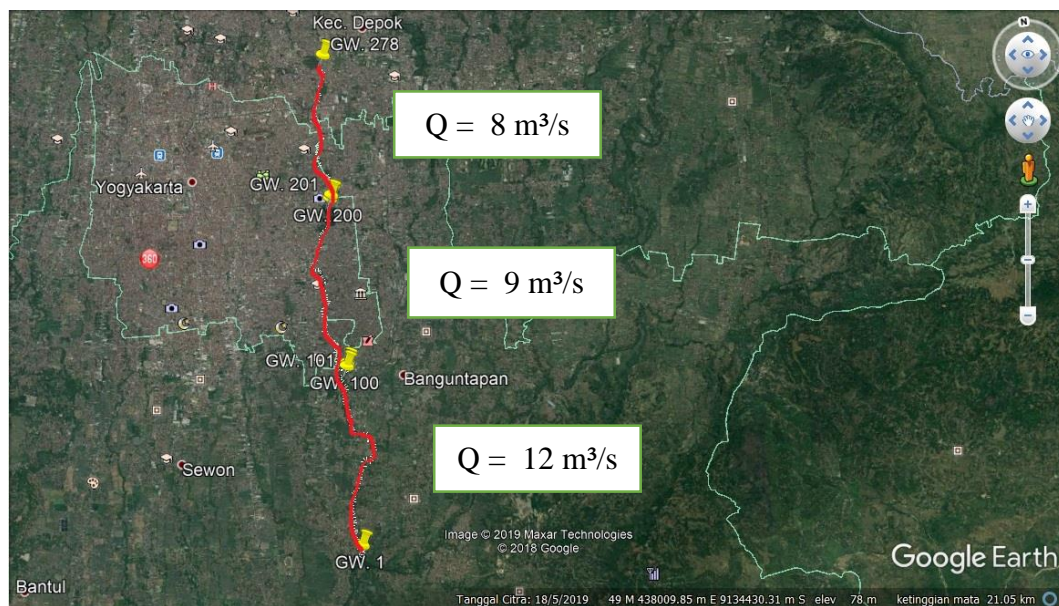 Kec. Depok
GW. 278
N
Q = 8 m³/s
H
GW. 201
Yogyakarta
GW. 200
360
Q = 9 m³/s
GW. 101
GW. 100
Banguntapan
Q = 12 m³/s
Sewon
Image © 2019 Maxar Technologies
© 2018 Google
GW. 1
Google Earth
Bantul
Tanggal Citra: 18/5/2019 49 M 438009.85 m E 9134430.31 m S elev 78 m ketinggian mata 21.05 km